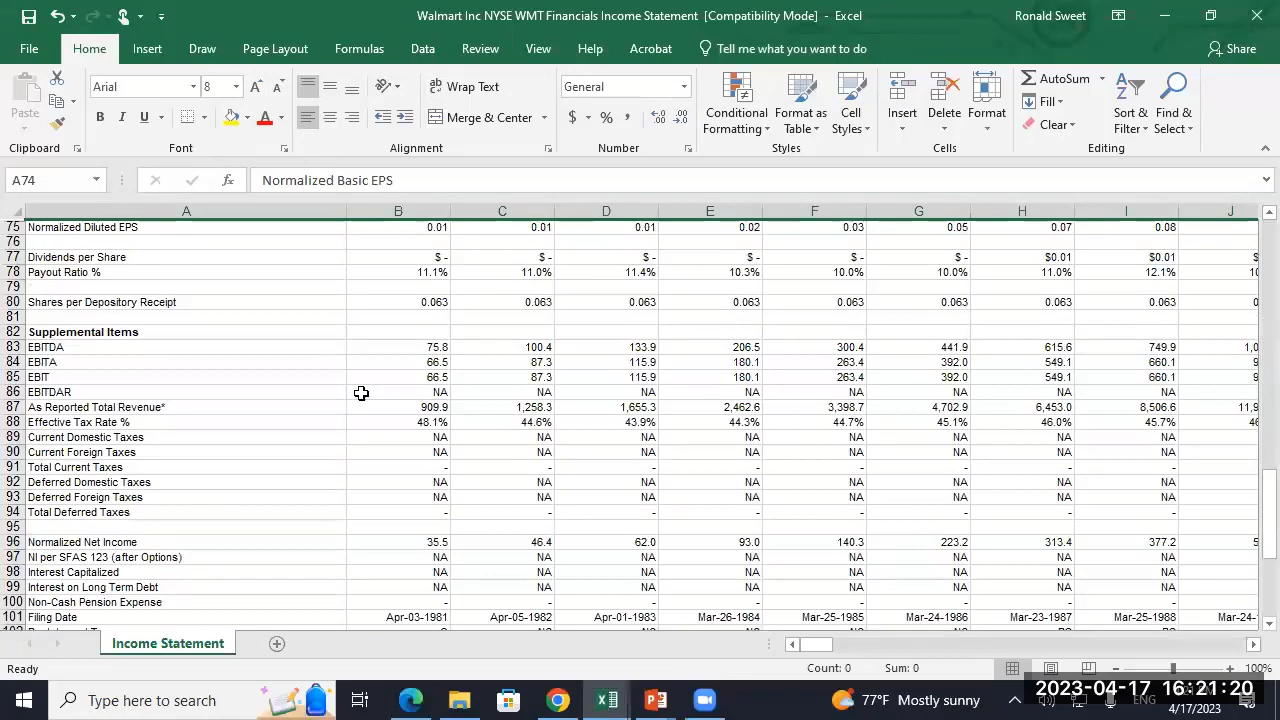 Walmart Inc NYSE WMT Financials Income Statement [Compatibility Mode] - Excel Ronald Sweet
File Home Insert Draw Page Layout Formulas Data Review View Help Acrobat Tell me what you want to do Share
Paste Arial 8 Wrap Text General Conditional Formatting Format as Table Cell Styles Insert Delete Format AutoSum Fill Clear Sort & Filter Find & Select
B I U A Merge & Center $ % ,
Clipboard Font Alignment Number Styles Cells Editing
A74 fx Normalized Basic EPS
A B C D E F G H I J
75 Normalized Diluted EPS 0.01 0.01 0.01 0.02 0.03 0.05 0.07 0.08
76
77 Dividends per Share $ - $ - $ - $ - $ - $ - $0.01 $0.01 $
78 Payout Ratio % 11.1% 11.0% 11.4% 10.3% 10.0% 10.0% 11.0% 12.1% 10
79
80 Shares per Depository Receipt 0.063 0.063 0.063 0.063 0.063 0.063 0.063 0.063 0
81
82 Supplemental Items
83 EBITDA 75.8 100.4 133.9 206.5 300.4 441.9 615.6 749.9 1,0
84 EBITA 66.5 87.3 115.9 180.1 263.4 392.0 549.1 660.1 9
85 EBIT 66.5 87.3 115.9 180.1 263.4 392.0 549.1 660.1 9
86 EBITDAR NA NA NA NA NA NA NA NA
87 As Reported Total Revenue* 909.9 1,258.3 1,655.3 2,462.6 3,398.7 4,702.9 6,453.0 8,506.6 11,9
88 Effective Tax Rate % 48.1% 44.6% 43.9% 44.3% 44.7% 45.1% 46.0% 45.7% 46
89 Current Domestic Taxes NA NA NA NA NA NA NA NA
90 Current Foreign Taxes NA NA NA NA NA NA NA NA
91 Total Current Taxes - - - - - - - -
92 Deferred Domestic Taxes NA NA NA NA NA NA NA NA
93 Deferred Foreign Taxes NA NA NA NA NA NA NA NA
94 Total Deferred Taxes - - - - - - - -
95
96 Normalized Net Income 35.5 46.4 62.0 93.0 140.3 223.2 313.4 377.2 5
97 NI per SFAS 123 (after Options) NA NA NA NA NA NA NA NA
98 Interest Capitalized NA NA NA NA NA NA NA NA
99 Interest on Long Term Debt NA NA NA NA NA NA NA NA
100 Non-Cash Pension Expense - - - - - - - -
101 Filing Date Apr-03-1981 Apr-05-1982 Apr-01-1983 Mar-26-1984 Mar-25-1985 Mar-24-1986 Mar-23-1987 Mar-25-1988 Mar-24-
Income Statement
Ready Count: 0 Sum: 0 100%
Type here to search 77°F Mostly sunny ENG
2023-04-17 16:21:20
4/17/2023